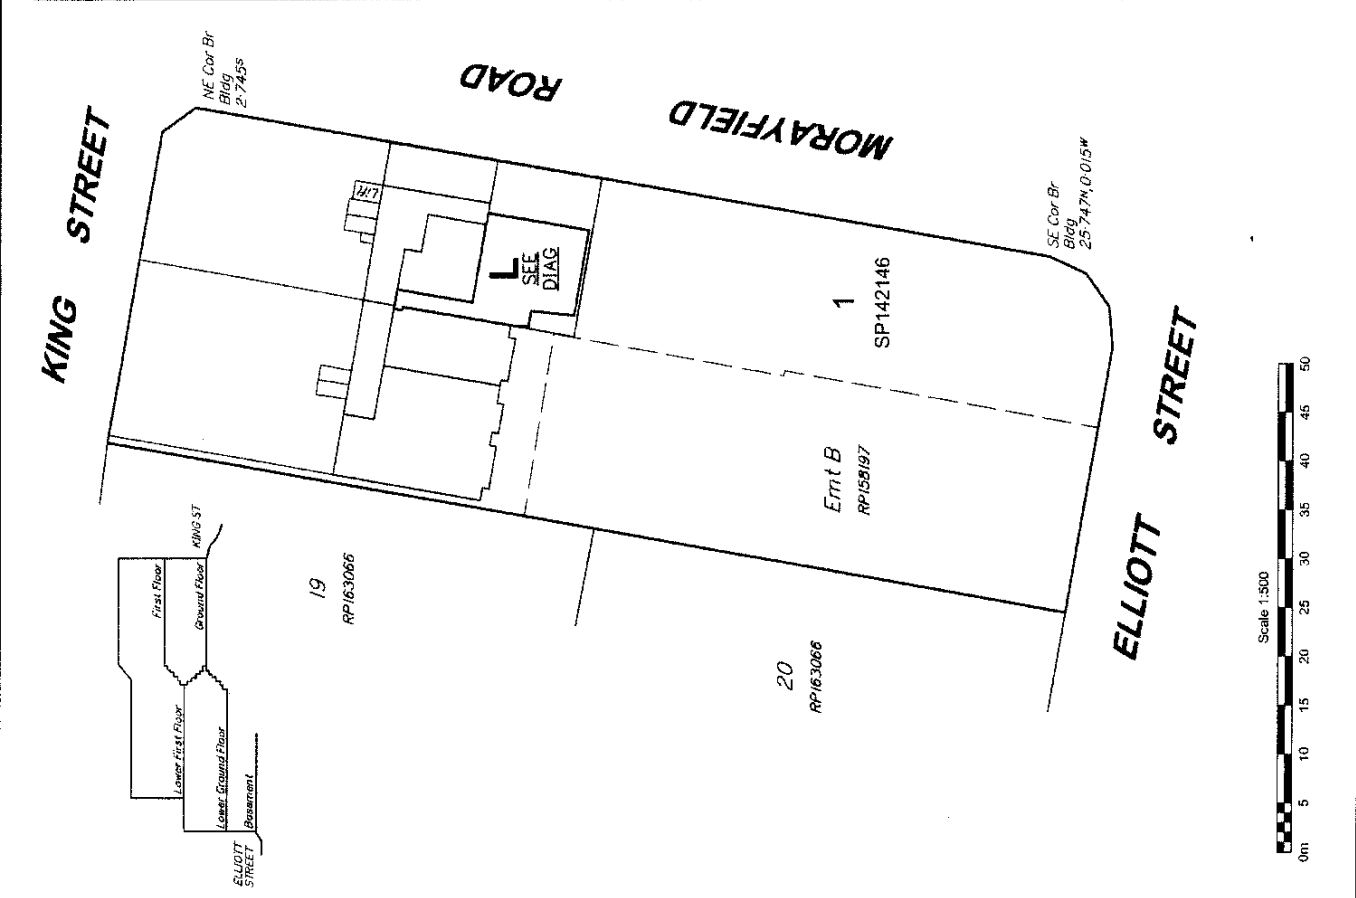 KING STREET
NE Cor Br
Bldg
2·745s
MORAYFIELD ROAD
SE Cor Br
Bldg
25·747N,0·015W
ELLIOTT STREET
Lift
L
SEE
DIAG
1
SP142146
Emt B
RP158197
19
RP163066
20
RP163066
KING ST
First Floor
Ground Floor
Lower First Floor
Lower Ground Floor
Basement
ELLIOTT
STREET
Scale 1:500
0m 5 10 15 20 25 30 35 40 45 50